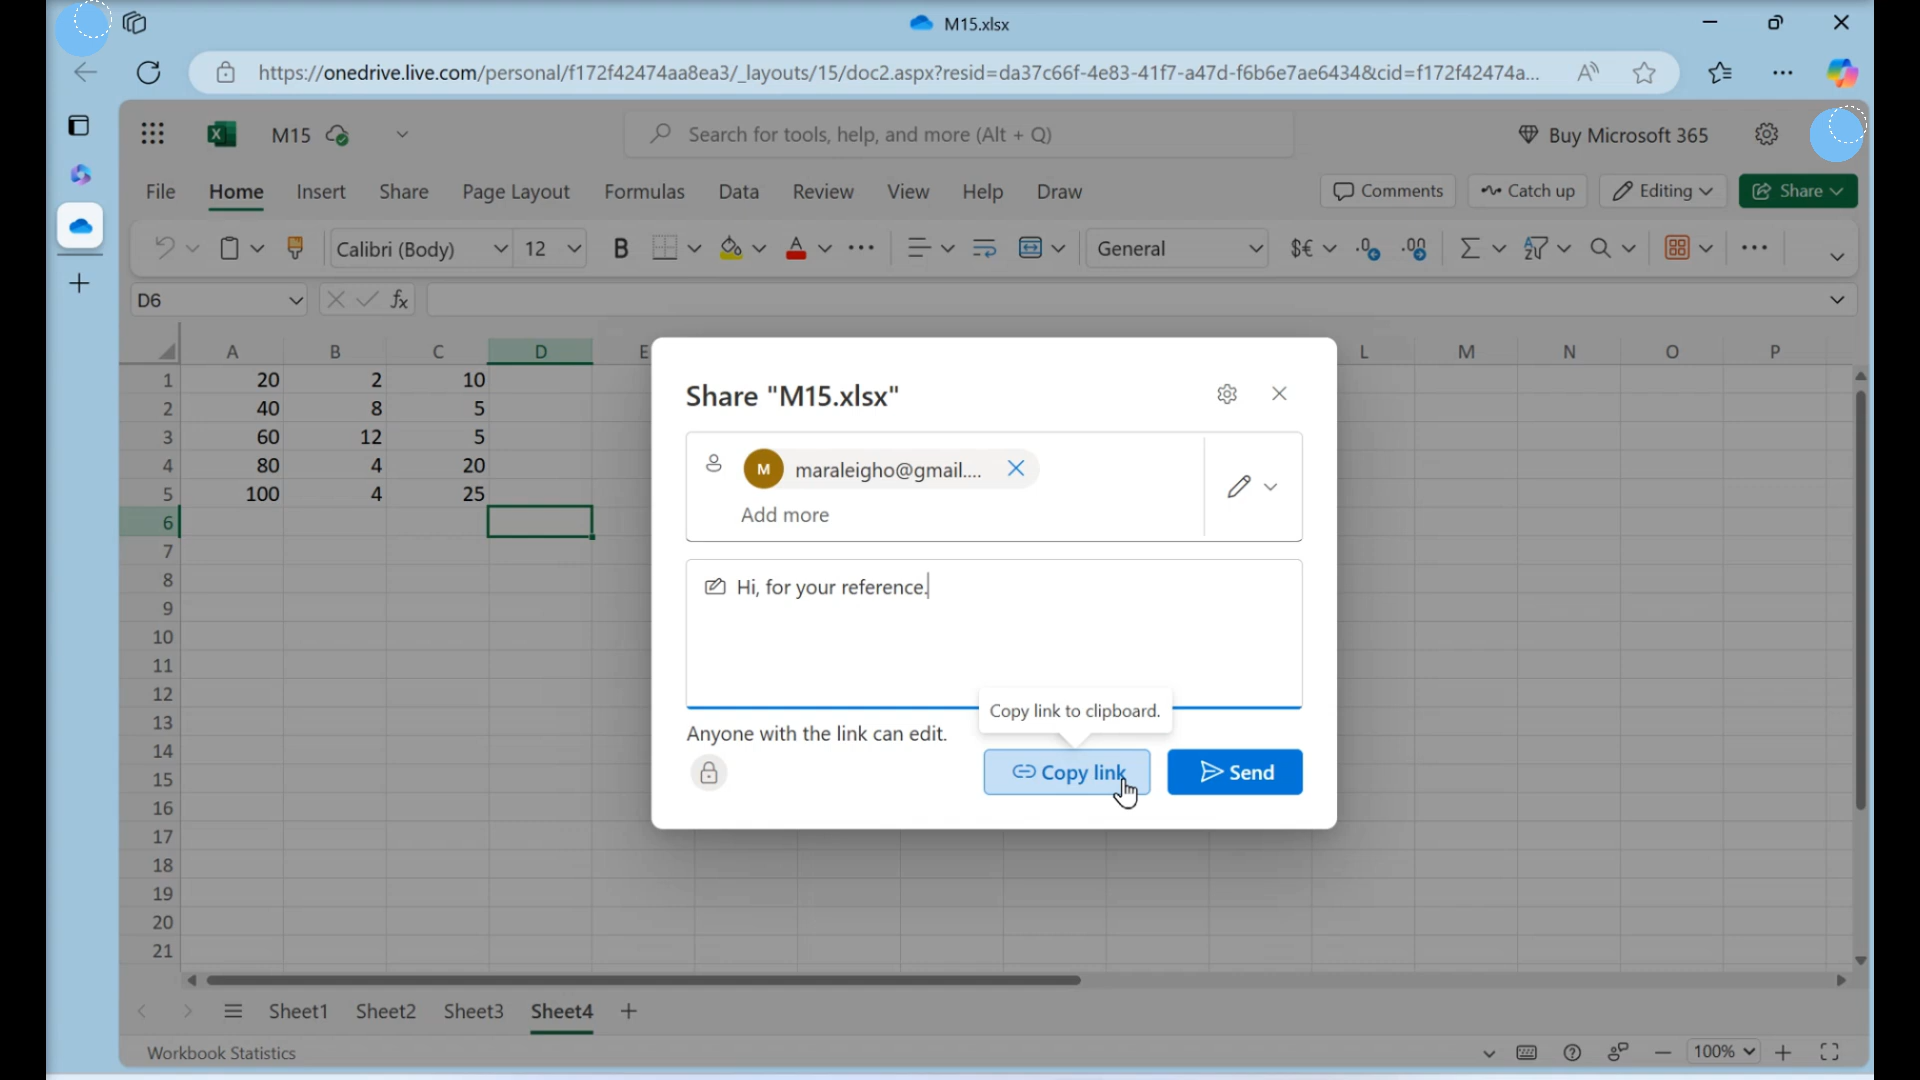 M15.xlsx
https://onedrive.live.com/personal/f172f42474aa8ea3/_layouts/15/doc2.aspx?resid=da37c66f-4e83-41f7-a47d-f6b6e7ae6434&cid=f172f42474a...
M15
Search for tools, help, and more (Alt + Q)
Buy Microsoft 365
File Home Insert Share Page Layout Formulas Data Review View Help Draw Comments Catch up Editing Share
Calibri (Body) 12 B General
D6 fx
A B C D E L M N O P
1 20 2 10
2 40 8 5
3 60 12 5
4 80 4 20
5 100 4 25
6
7
8
9
10
11
12
13
14
15
16
17
18
19
20
21
Share "M15.xlsx"
M maraleigho@gmail....
Add more
Hi, for your reference.
Copy link to clipboard.
Anyone with the link can edit.
Copy link Send
Sheet1 Sheet2 Sheet3 Sheet4
Workbook Statistics 100%